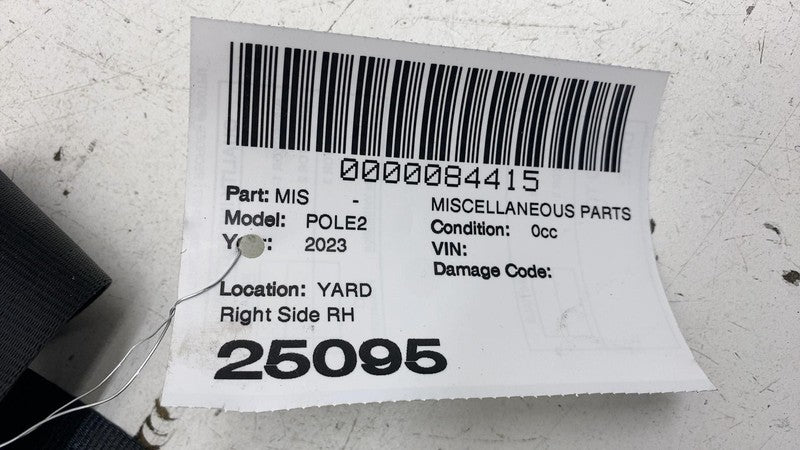 0000084415
Part: MIS - MISCELLANEOUS PARTS
Model: POLE2 Condition: 0cc
2023 VIN:
Damage Code:
Location: YARD
Right Side RH
25095